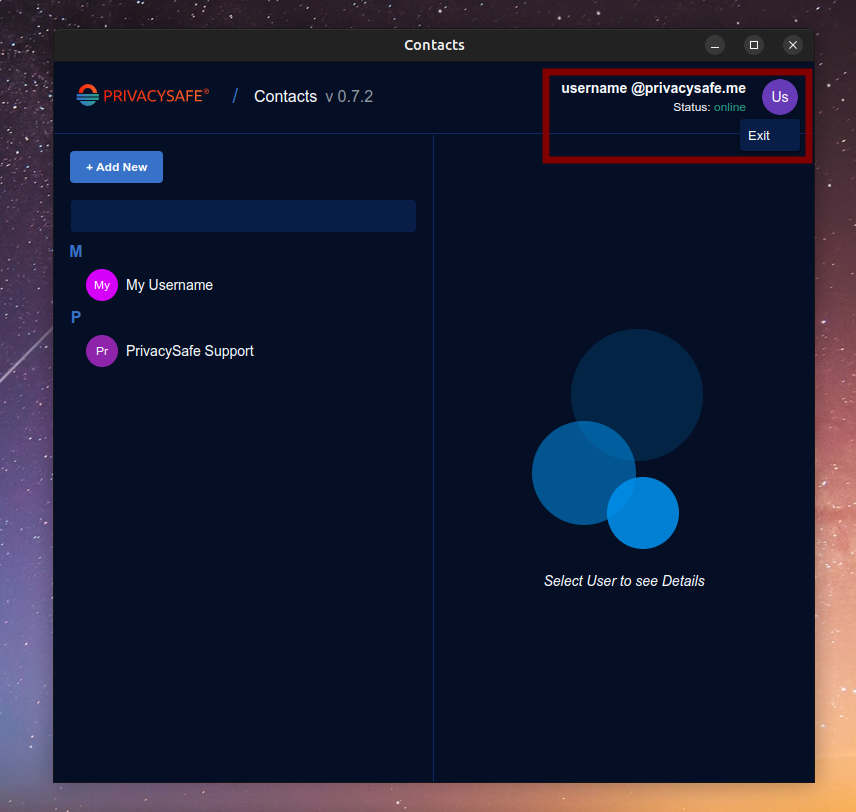 Contacts
PRIVACYSAFE® / Contacts v 0.7.2
username @privacysafe.me
Status: online
Us
Exit
+ Add New
M
My My Username
P
Pr PrivacySafe Support
Select User to see Details